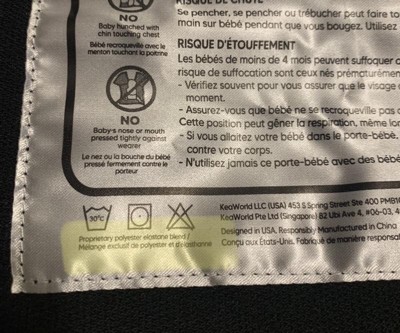 NO
Baby hunched with
chin touching chest
Bébé recroquevillé avec le
menton touchant la poitrine
NO
Baby's nose or mouth
pressed tightly against
wearer
Le nez ou la bouche du bébé
pressé fermement contre le
porteur
RISQUE DE CHUTE
Se pencher, se pencher ou trébucher peut faire to
main sur bébé pendant que vous bougez. Utilisez
RISQUE D'ÉTOUFFEMENT
Les bébés de moins de 4 mois peuvent suffoquer
risque de suffocation sont ceux nés prématurémen
- Vérifiez souvent pour vous assurer que le visage
moment.
- Assurez-vous que bébé ne se recroqueville pas
Cette position peut gêner la respiration, même lo
- Si vous allaitez votre bébé dans le porte-bébé,
contre votre corps.
- N'utilisez jamais ce porte-bébé avec des bébé
30°C
Proprietary polyester elastane blend /
Mélange exclusif de polyester et d'élasthanne
KeaWorld LLC (USA) 453 S Spring Street Ste 400 PMB10
KeaWorld Pte Ltd (Singapore) 82 Ubi Ave 4, #06-03, 4
Designed in USA. Responsibly Manufactured in China
Conçu aux États-Unis. Fabriqué de manière responsa